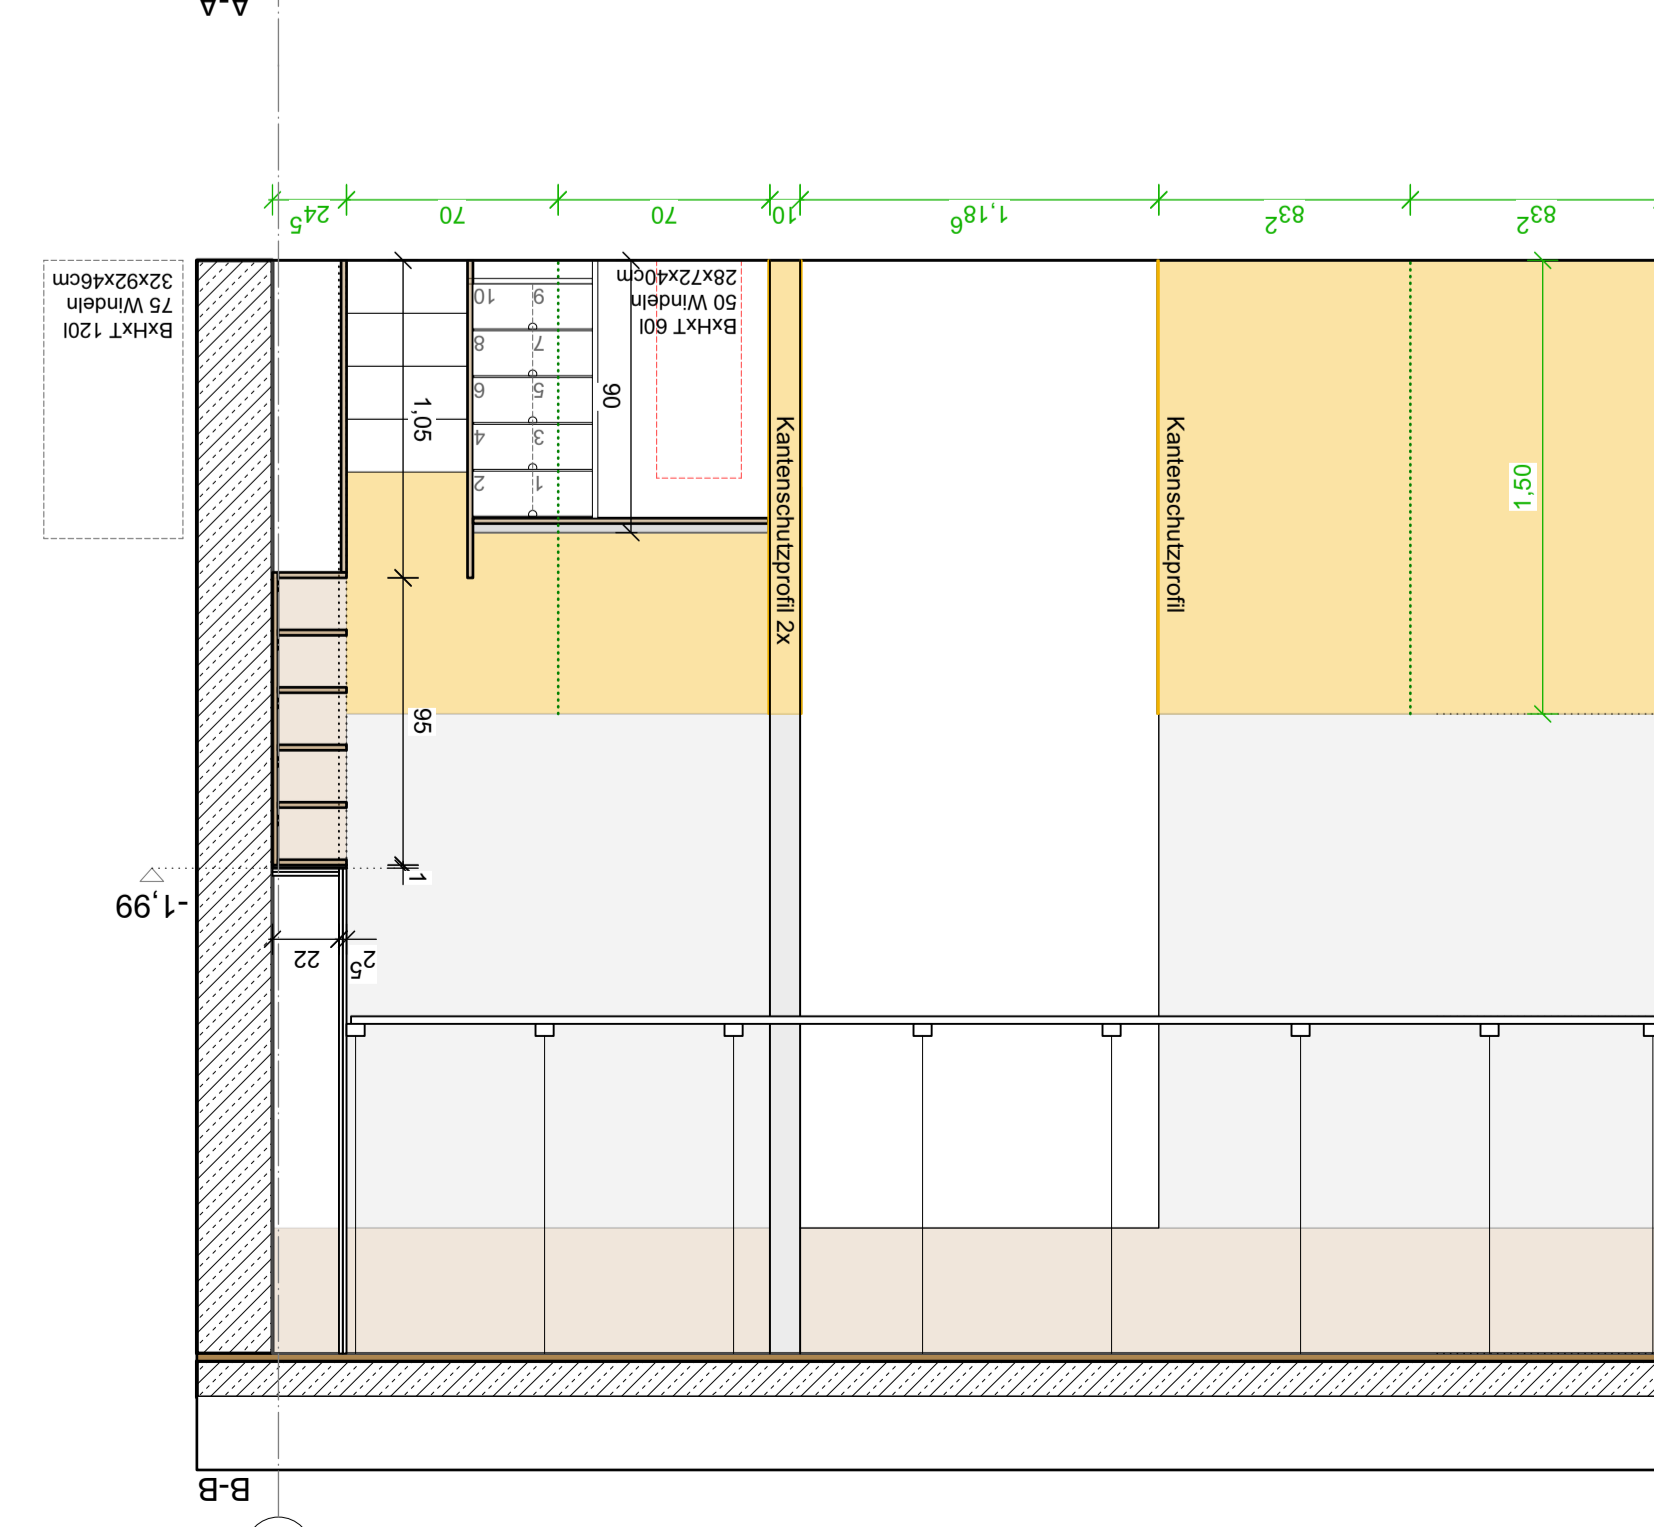 A-A
24⁵
70
70
10
1,18⁶
83²
83²
BxHxT 120l
75 Windeln
32x92x46cm
BxHxT 60l
50 Windeln
28x72x40cm
10
9
8
7
6
5
4
3
2
1
90
1,05
Kantenschutzprofil 2x
Kantenschutzprofil
1,50
95
1
-1,99
22
2⁵
B-B